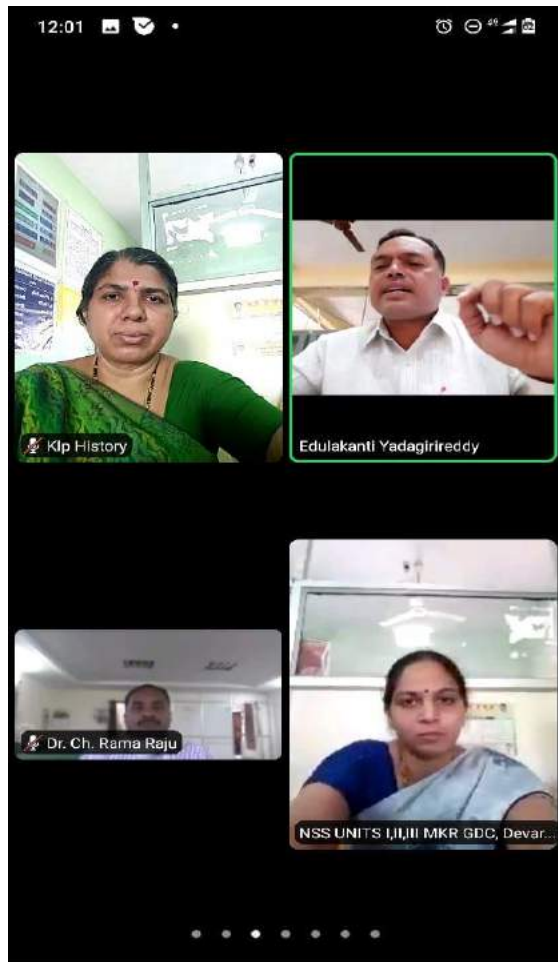 12:01
Klp History
Edulakanti Yadagirireddy
Dr. Ch. Rama Raju
NSS UNITS I,II,III MKR GDC, Devar...